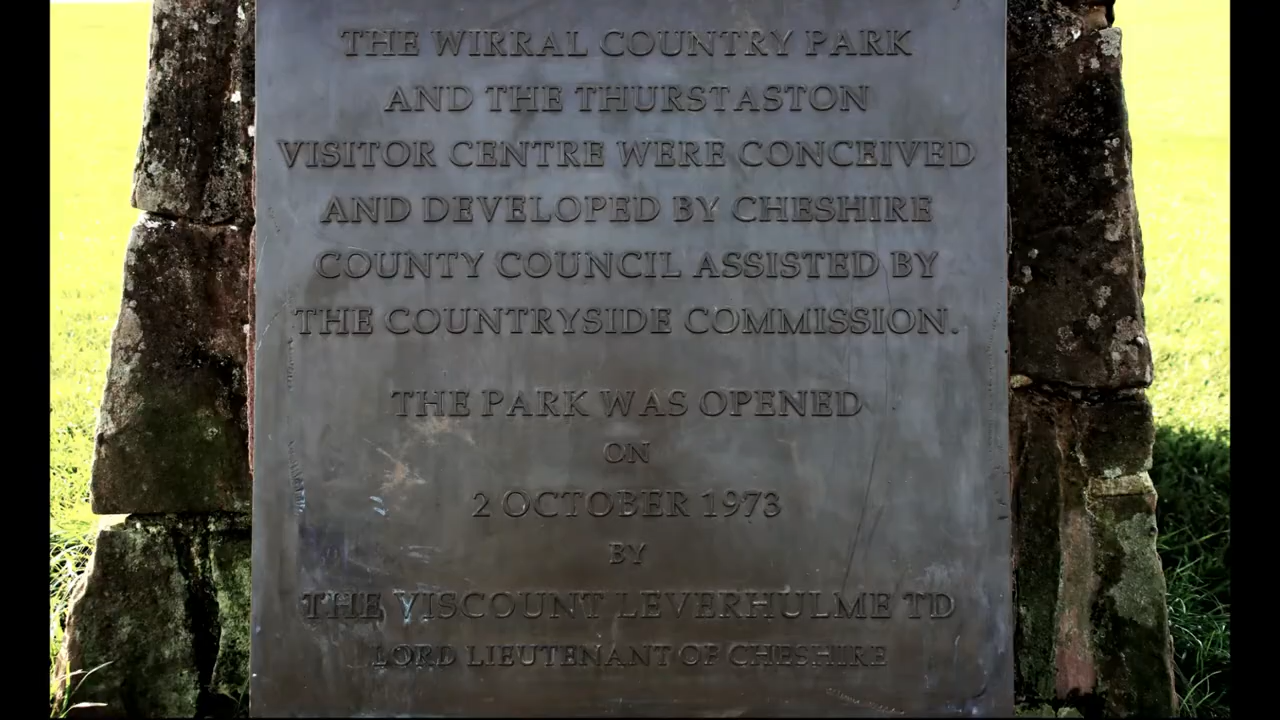 THE WIRRAL COUNTRY PARK
AND THE THURSTASTON
VISITOR CENTRE WERE CONCEIVED
AND DEVELOPED BY CHESHIRE
COUNTY COUNCIL ASSISTED BY
THE COUNTRYSIDE COMMISSION.
THE PARK WAS OPENED
ON
2 OCTOBER 1973
BY
THE VISCOUNT LEVERHULME TD
LORD LIEUTENANT OF CHESHIRE